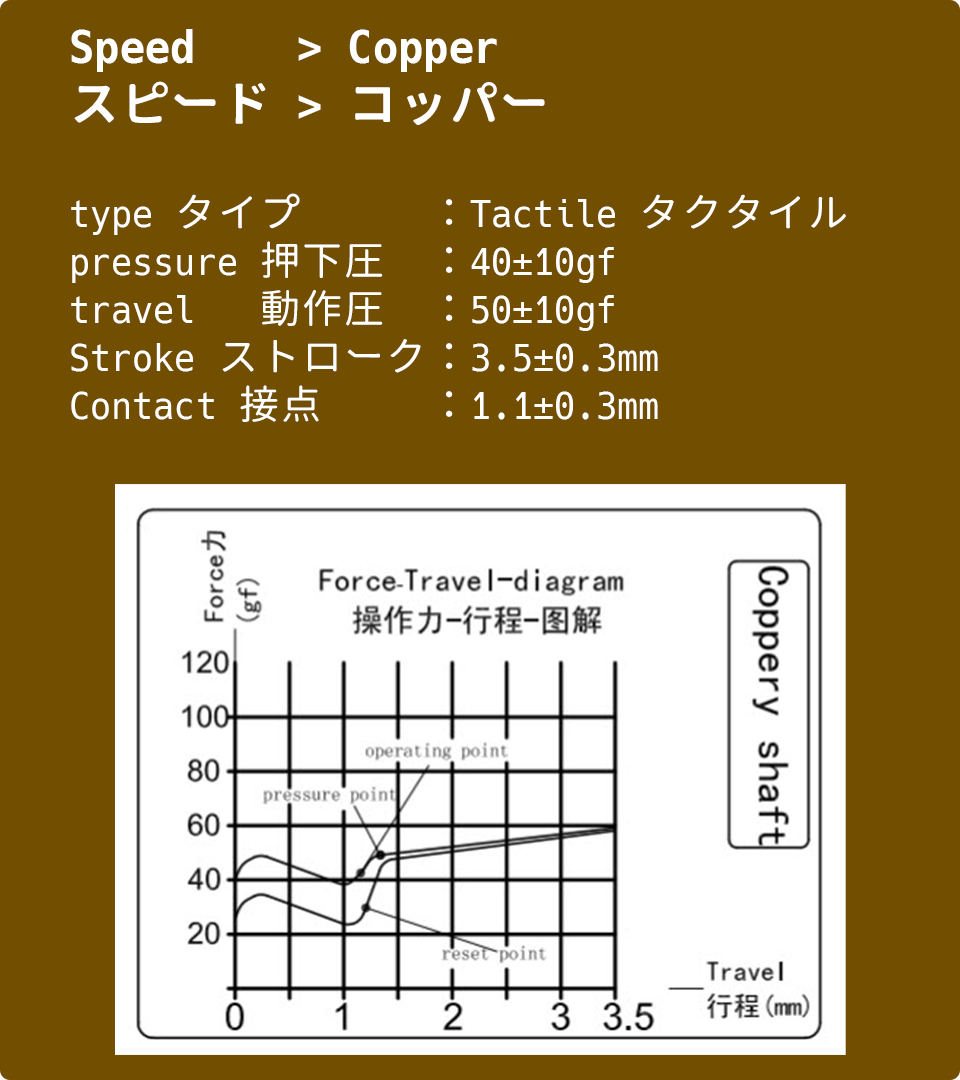 Speed > Copper
スピード > コッパー
type タイプ ：Tactile タクタイル
pressure 押下圧 ：40±10gf
travel 動作圧 ：50±10gf
Stroke ストローク：3.5±0.3mm
Contact 接点 ：1.1±0.3mm
Force力
(gf)
Force-Travel-diagram
操作力-行程-图解
Coppery shaft
120
100
operating point
80
pressure point
60
40
20
reset point
Travel
行程(mm)
0 1 2 3 3.5